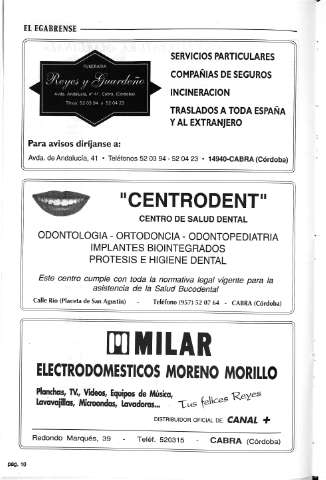 EL EGABRENSE
FUNERARIA
Reyes y Guardeño
Avda. Andalucía, nº 41. Cabra, (Córdoba)
Tlfnos. 52 03 94 y 52 04 23
SERVICIOS PARTICULARES
COMPAÑIAS DE SEGUROS
INCINERACION
TRASLADOS A TODA ESPAÑA
Y AL EXTRANJERO
Para avisos diríjanse a:
Avda. de Andalucía, 41 • Teléfonos 52 03 94 - 52 04 23 • 14940-CABRA (Córdoba)
"CENTRODENT"
CENTRO DE SALUD DENTAL
ODONTOLOGIA - ORTODONCIA - ODONTOPEDIATRIA
IMPLANTES BIOINTEGRADOS
PROTESIS E HIGIENE DENTAL
Este centro cumple con toda la normativa legal vigente para la
asistencia de la Salud Bucodental
Calle Río (Placeta de San Agustín) - Teléfono (957) 52 07 64 - CABRA (Córdoba)
MILAR
ELECTRODOMESTICOS MORENO MORILLO
Planchas, TV., Videos, Equipos de Música,
Lavavajillas, Microondas, Lavadoras...
Tus felices Reyes
DISTRIBUIDOR OFICIAL DE CANAL +
Redondo Marqués, 39 - Teléf. 520315 - CABRA (Córdoba)
pág. 10